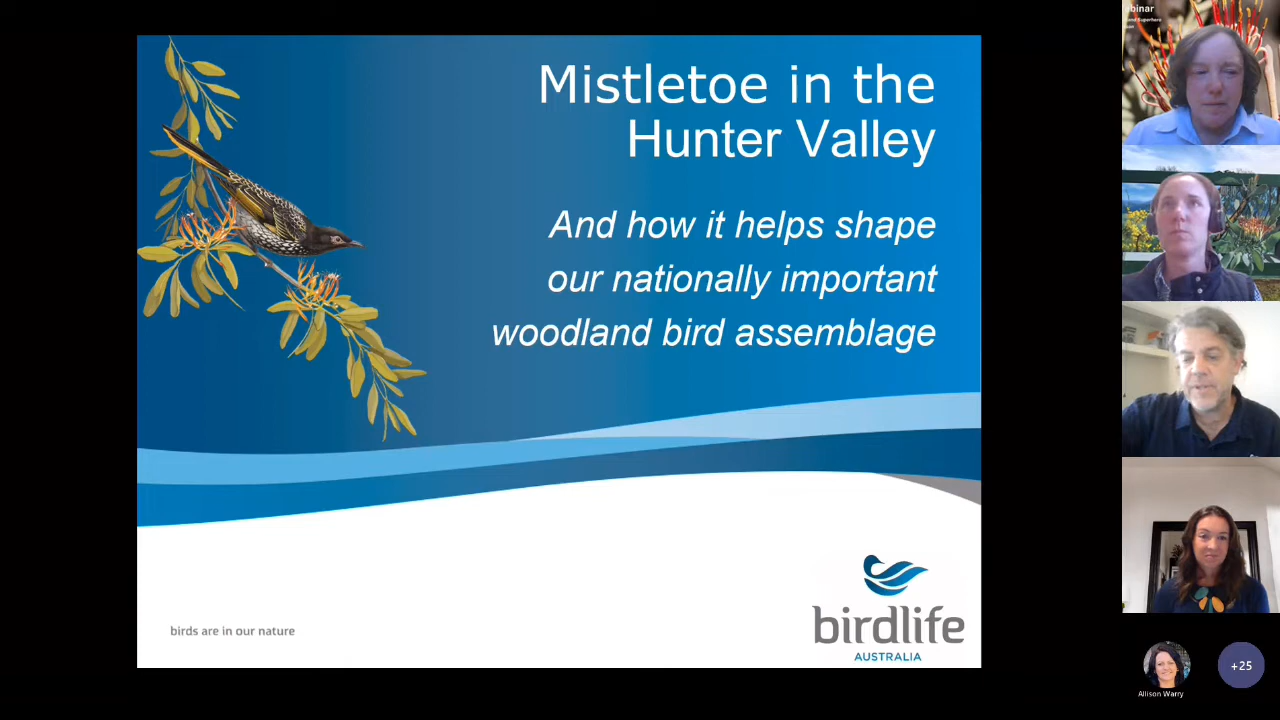 Mistletoe in the
Hunter Valley
And how it helps shape
our nationally important
woodland bird assemblage
birds are in our nature
birdlife
AUSTRALIA
Superhero
Allison Warry
+25